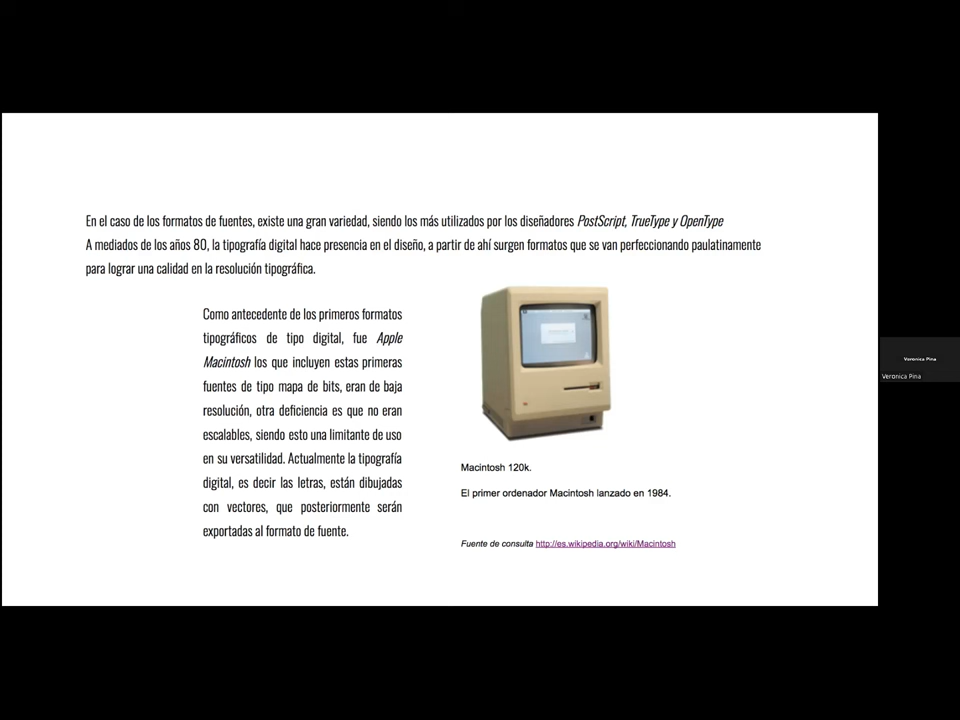 En el caso de los formatos de fuentes, existe una gran variedad, siendo los más utilizados por los diseñadores PostScript, TrueType y OpenType
A mediados de los años 80, la tipografía digital hace presencia en el diseño, a partir de ahí surgen formatos que se van perfeccionando paulatinamente
para lograr una calidad en la resolución tipográfica.
Como antecedente de los primeros formatos
tipográficos de tipo digital, fue Apple
Macintosh los que incluyen estas primeras
fuentes de tipo mapa de bits, eran de baja
resolución, otra deficiencia es que no eran
escalables, siendo esto una limitante de uso
en su versatilidad. Actualmente la tipografía
digital, es decir las letras, están dibujadas
con vectores, que posteriormente serán
exportadas al formato de fuente.
Macintosh 120k.
El primer ordenador Macintosh lanzado en 1984.
Fuente de consulta http://es.wikipedia.org/wiki/Macintosh
Veronica Pina
Veronica Pina